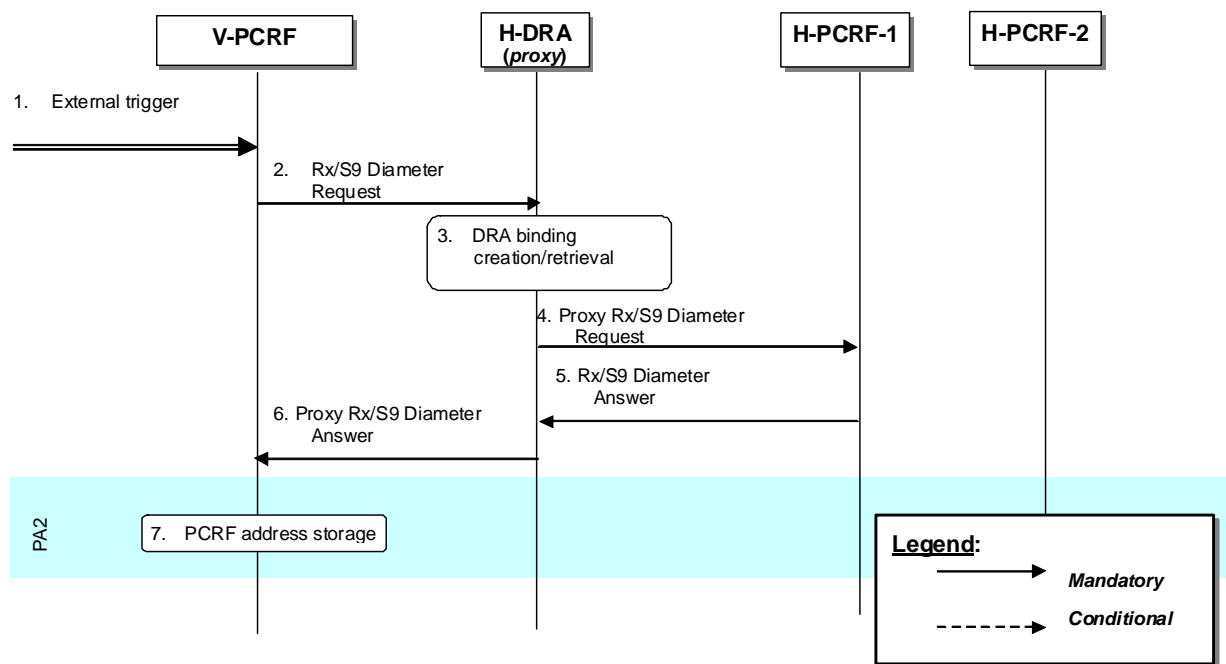 V-PCRF
H-DRA
(proxy)
H-PCRF-1
H-PCRF-2
1. External trigger
2. Rx/S9 Diameter
Request
3. DRA binding
creation/retrieval
4. Proxy Rx/S9 Diameter
Request
5. Rx/S9 Diameter
Answer
6. Proxy Rx/S9 Diameter
Answer
PA2
7. PCRF address storage
Legend:
Mandatory
Conditional